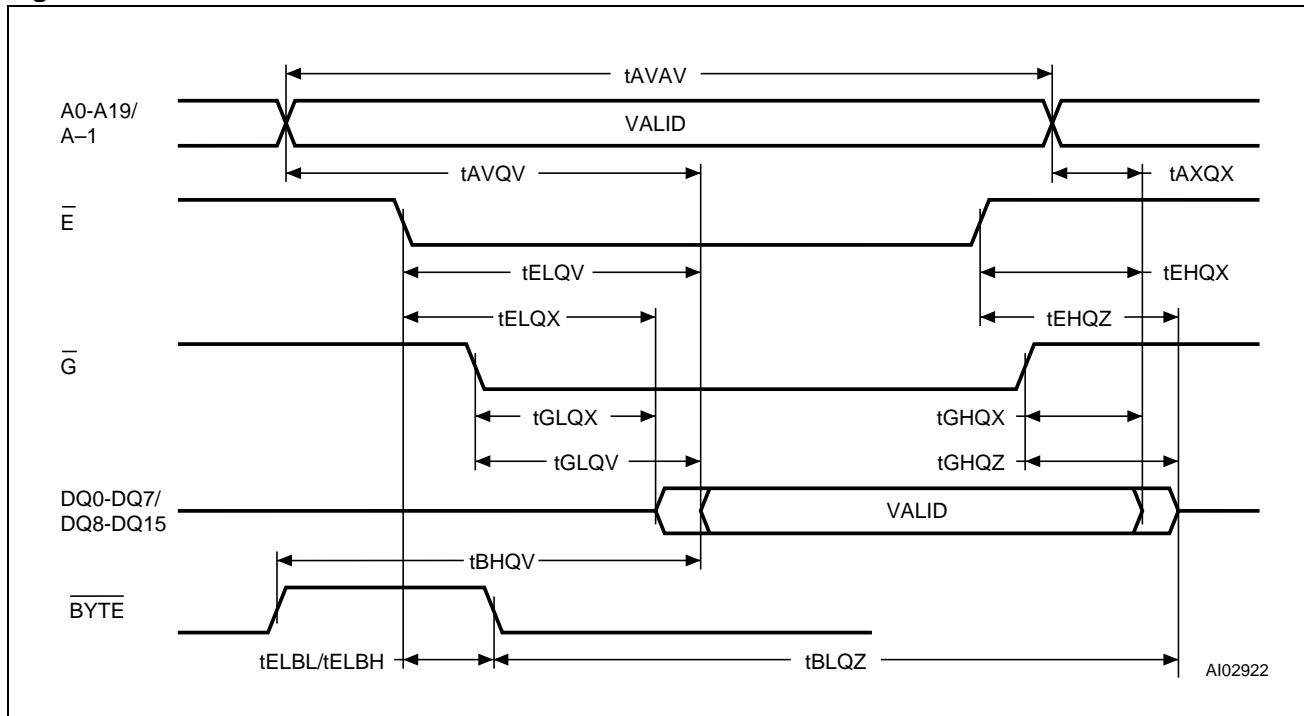 tAVAV
A0-A19/
A–1
VALID
tAVQV
tAXQX
E
tELQV
tEHQX
tELQX
tEHQZ
G
tGLQX
tGHQX
tGLQV
tGHQZ
DQ0-DQ7/
DQ8-DQ15
VALID
tBHQV
BYTE
tELBL/tELBH
tBLQZ
AI02922